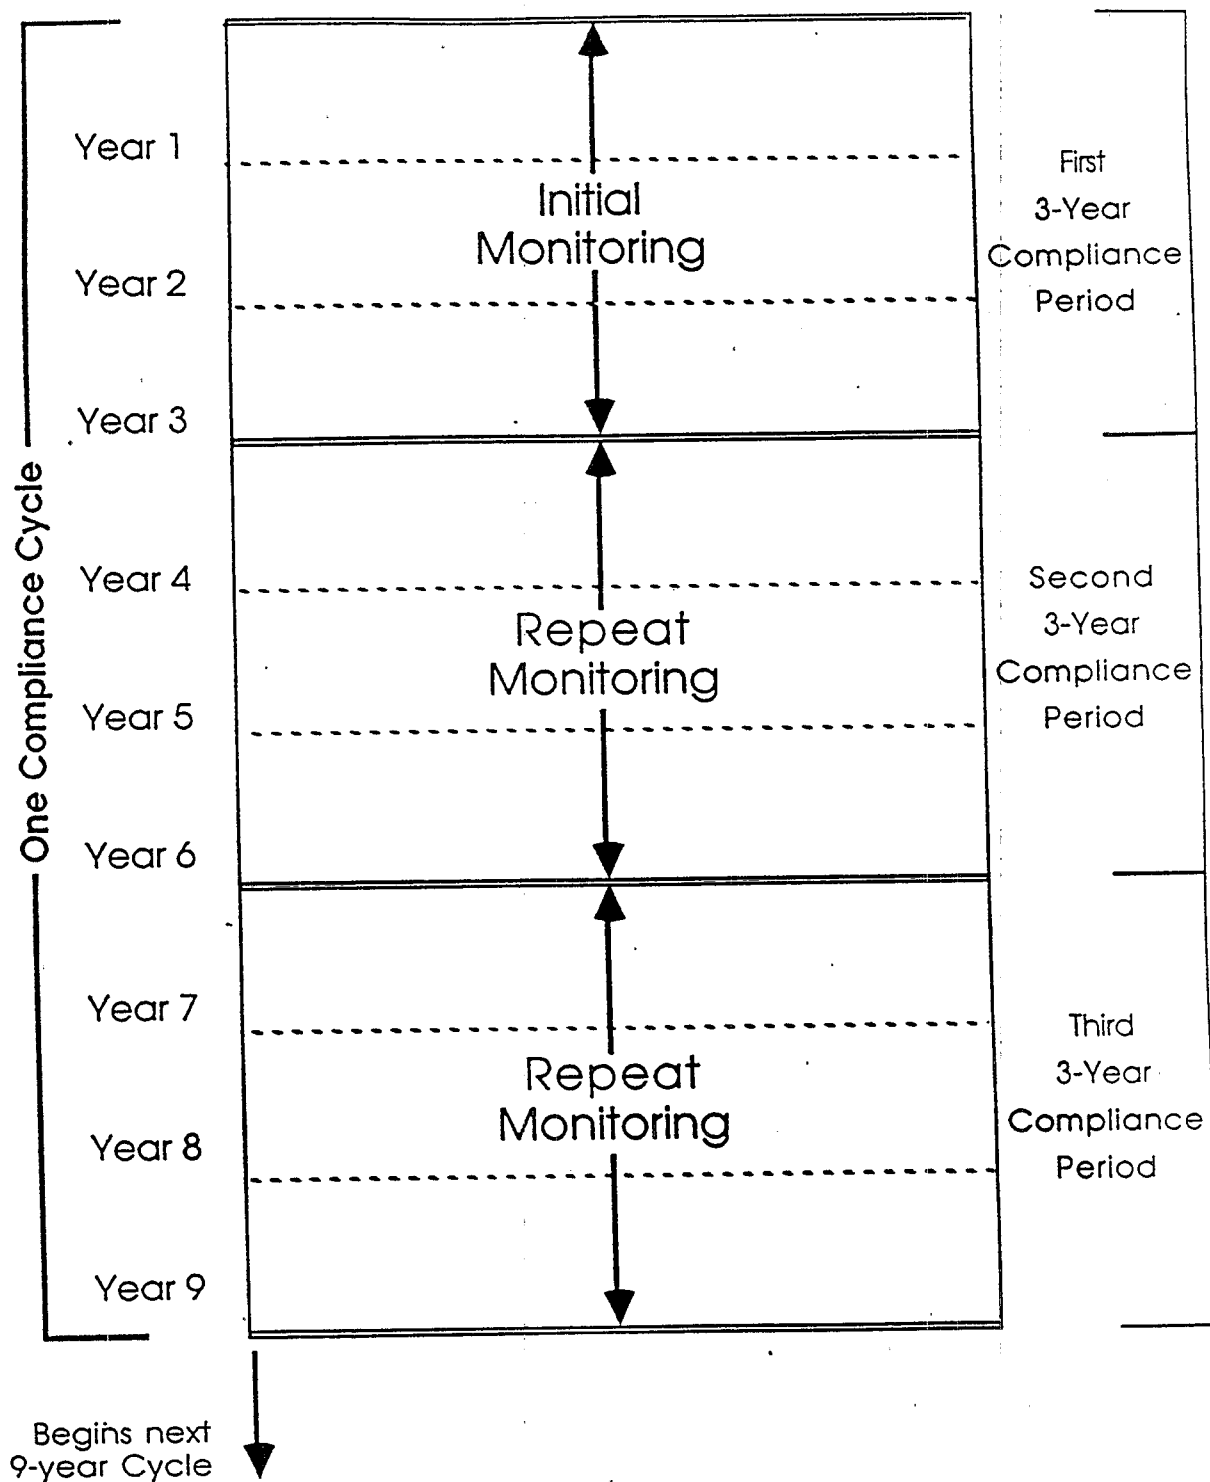 One Compliance Cycle
Year 1
Year 2
Year 3
Year 4
Year 5
Year 6
Year 7
Year 8
Year 9
Initial
Monitoring
Repeat
Monitoring
Repeat
Monitoring
First
3-Year
Compliance
Period
Second
3-Year
Compliance
Period
Third
3-Year
Compliance
Period
Begins next
9-year Cycle